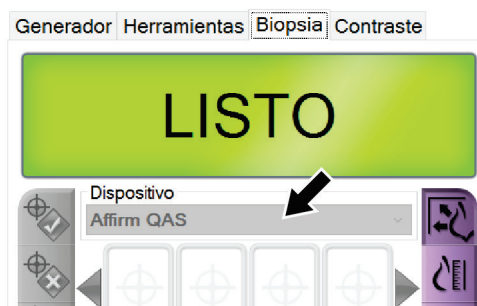 Generador Herramientas Biopsia Contraste
LISTO
Dispositivo
Affirm QAS